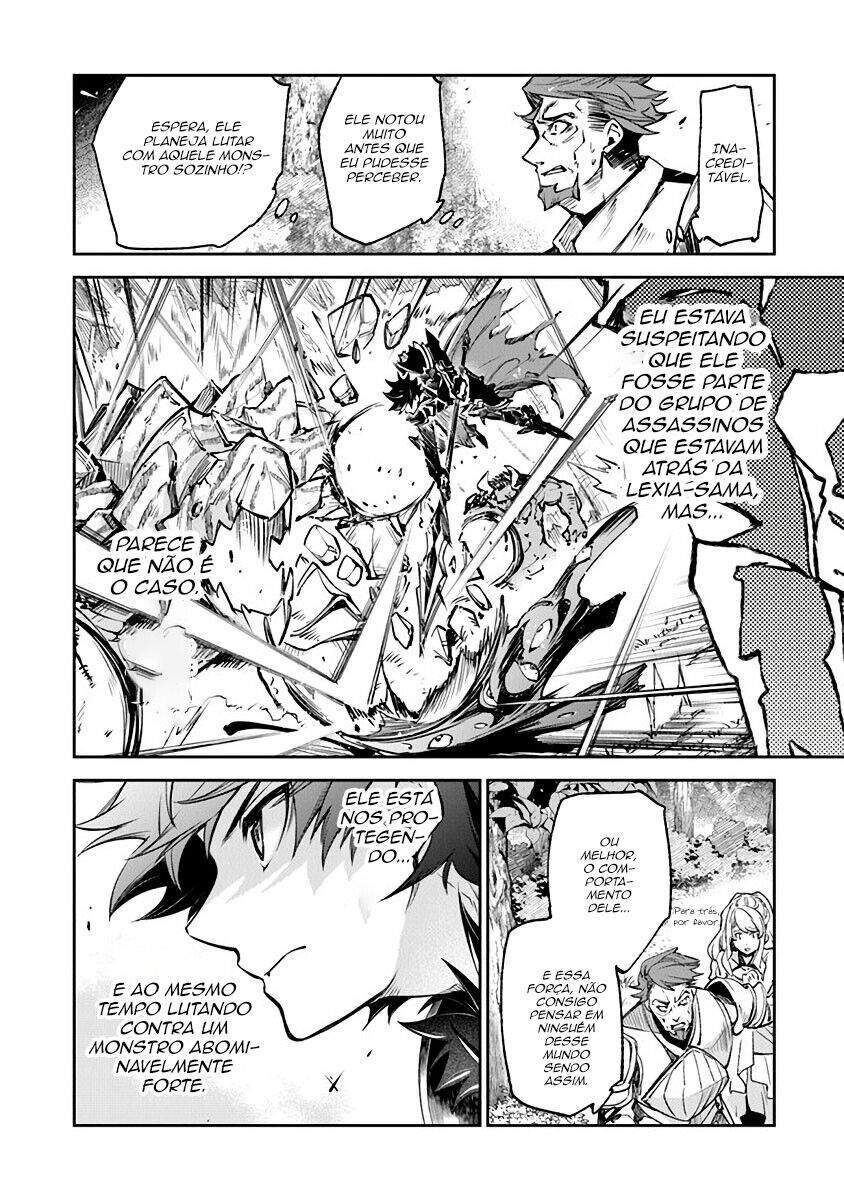 INA-
CREDI-
TÁVEL.
ELE NOTOU
MUITO
ANTES QUE
EU PUDESSE
PERCEBER.
ESPERA, ELE
PLANEJA LUTAR
COM AQUELE MONS-
TRO SOZINHO!?
EU ESTAVA
SUSPEITANDO
QUE ELE
FOSSE PARTE
DO GRUPO DE
ASSASSINOS
QUE ESTAVAM
ATRÁS DA
LEXIA-SAMA,
MAS...
PARECE
QUE NÃO É
O CASO.
OU
MELHOR,
O COMP-
ORTAMENTO
DELE...
Para trás,
por favor.
E ESSA
FORÇA, NÃO
CONSIGO
PENSAR EM
NINGUÉM
DESSE
MUNDO
SENDO
ASSIM.
ELE ESTÁ
NOS PRO-
TEGEN-
DO...
E AO MESMO
TEMPO LUTANDO
CONTRA UM
MONSTRO ABOMI-
NAVELMENTE
FORTE.